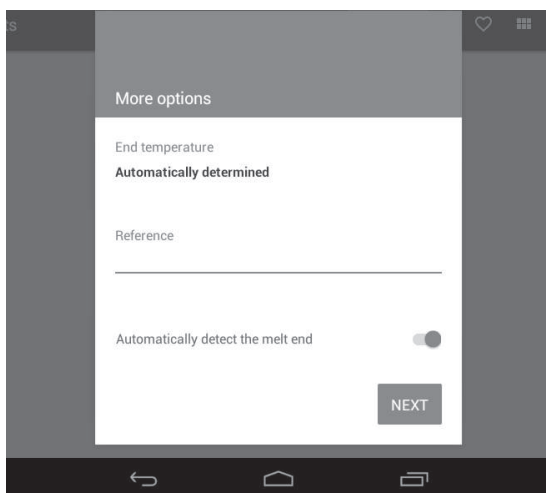 More options
End temperature
Automatically determined
Reference
Automatically detect the melt end
NEXT